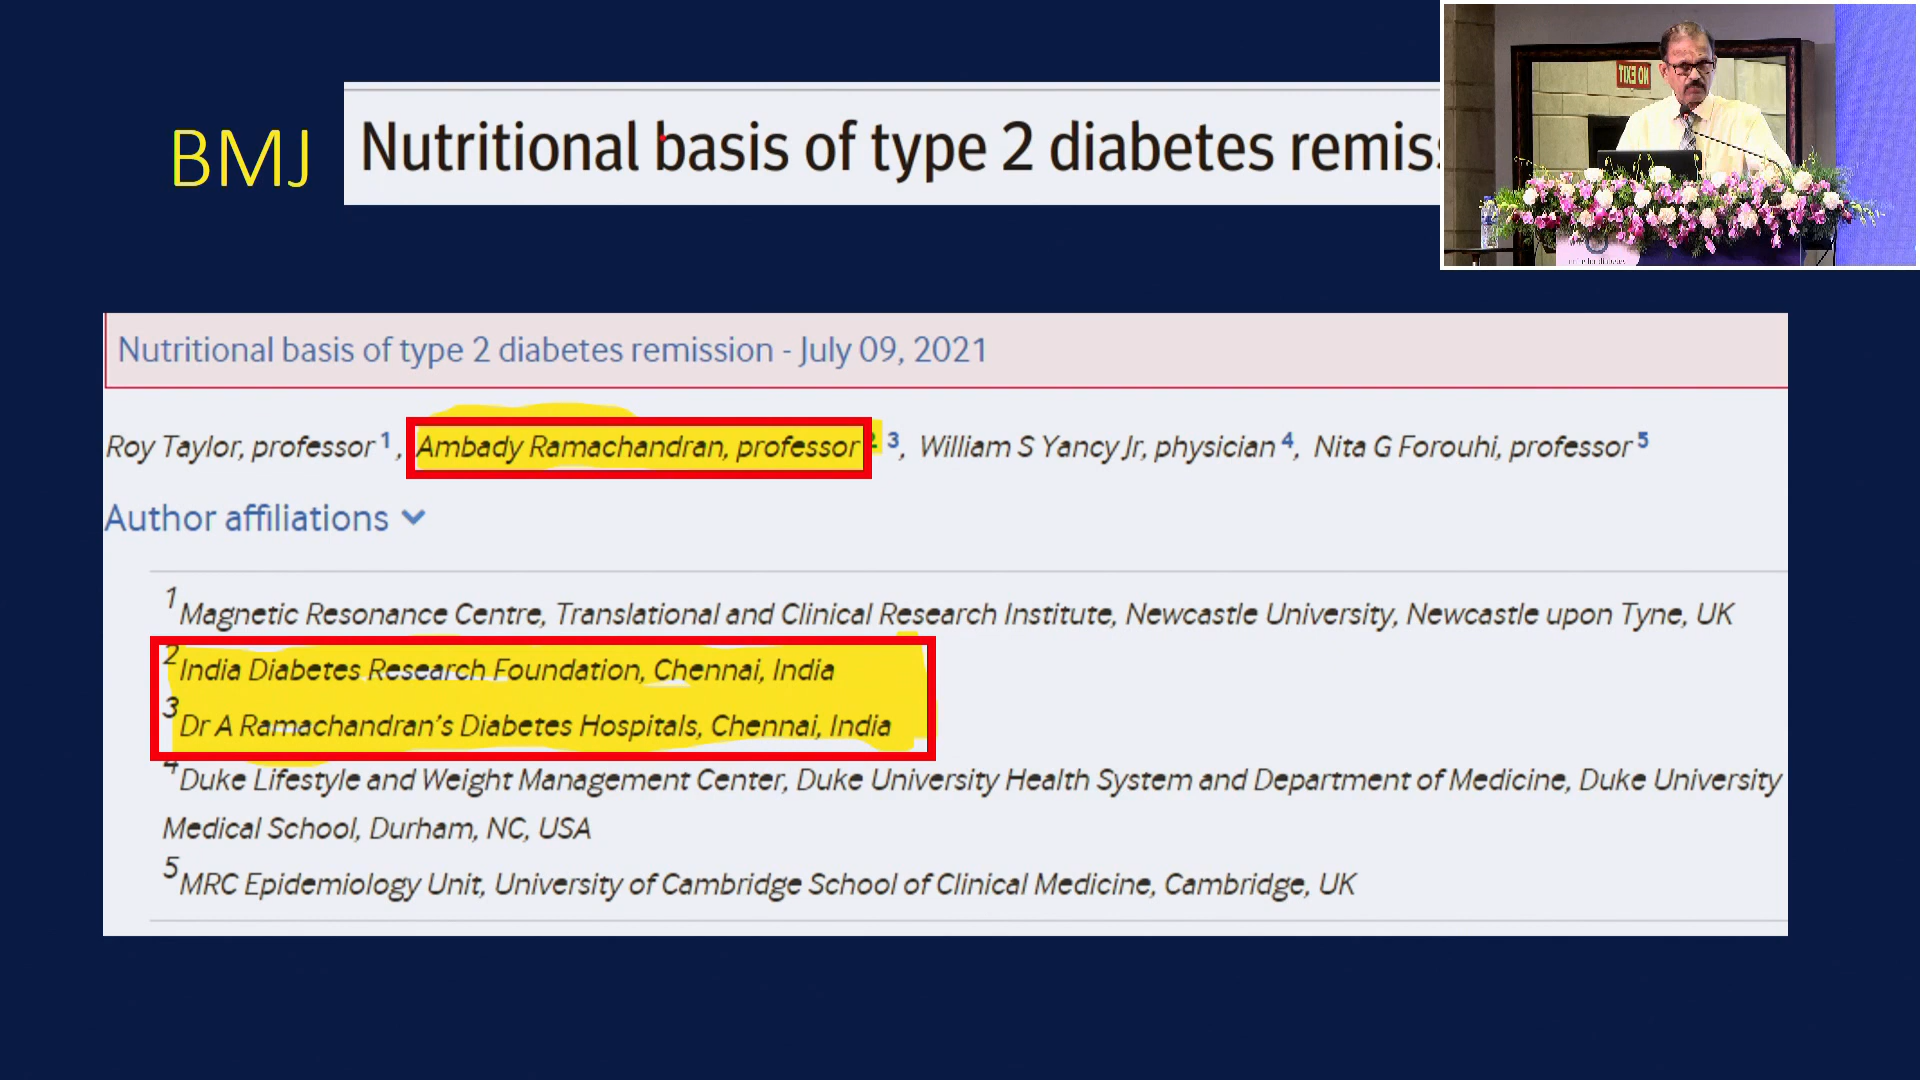 BMJ
Nutritional basis of type 2 diabetes remiss
NO EXIT
Nutritional basis of type 2 diabetes remission - July 09, 2021
Roy Taylor, professor 1, Ambady Ramachandran, professor 2 3, William S Yancy Jr, physician 4, Nita G Forouhi, professor 5
Author affiliations
1 Magnetic Resonance Centre, Translational and Clinical Research Institute, Newcastle University, Newcastle upon Tyne, UK
2 India Diabetes Research Foundation, Chennai, India
3 Dr A Ramachandran’s Diabetes Hospitals, Chennai, India
4 Duke Lifestyle and Weight Management Center, Duke University Health System and Department of Medicine, Duke University
Medical School, Durham, NC, USA
5 MRC Epidemiology Unit, University of Cambridge School of Clinical Medicine, Cambridge, UK